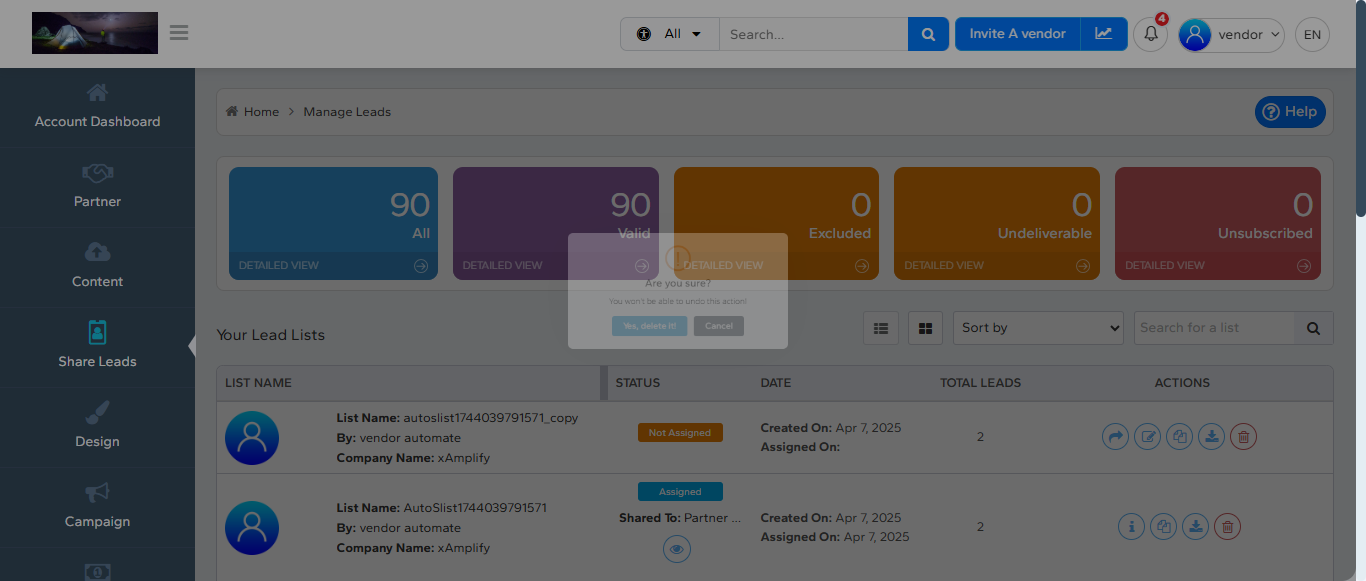 All
Search...
Invite A vendor
4
vendor
EN
Account Dashboard
Partner
Content
Share Leads
Design
Campaign
Home
Manage Leads
Help
90
All
DETAILED VIEW
90
Valid
DETAILED VIEW
0
Excluded
DETAILED VIEW
0
Undeliverable
DETAILED VIEW
0
Unsubscribed
DETAILED VIEW
Are you sure?
You won't be able to undo this action!
Yes, delete it!
Cancel
Your Lead Lists
Sort by
Search for a list
LIST NAME STATUS DATE TOTAL LEADS ACTIONS
List Name: autoslist1744039791571_copy
By: vendor automate
Company Name: xAmplify
Not Assigned
Created On: Apr 7, 2025
Assigned On:
2
List Name: AutoSlist1744039791571
By: vendor automate
Company Name: xAmplify
Assigned
Shared To: Partner ...
Created On: Apr 7, 2025
Assigned On: Apr 7, 2025
2